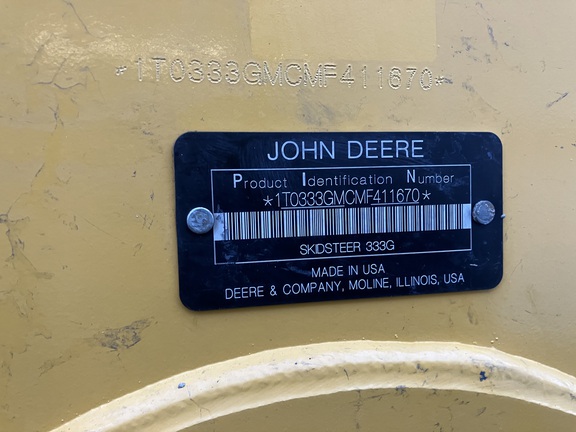 *1T0333GMCMF411670*
JOHN DEERE
Product Identification Number
*1T0333GMCMF411670*
SKIDSTEER 333G
MADE IN USA
DEERE & COMPANY, MOLINE, ILLINOIS, USA